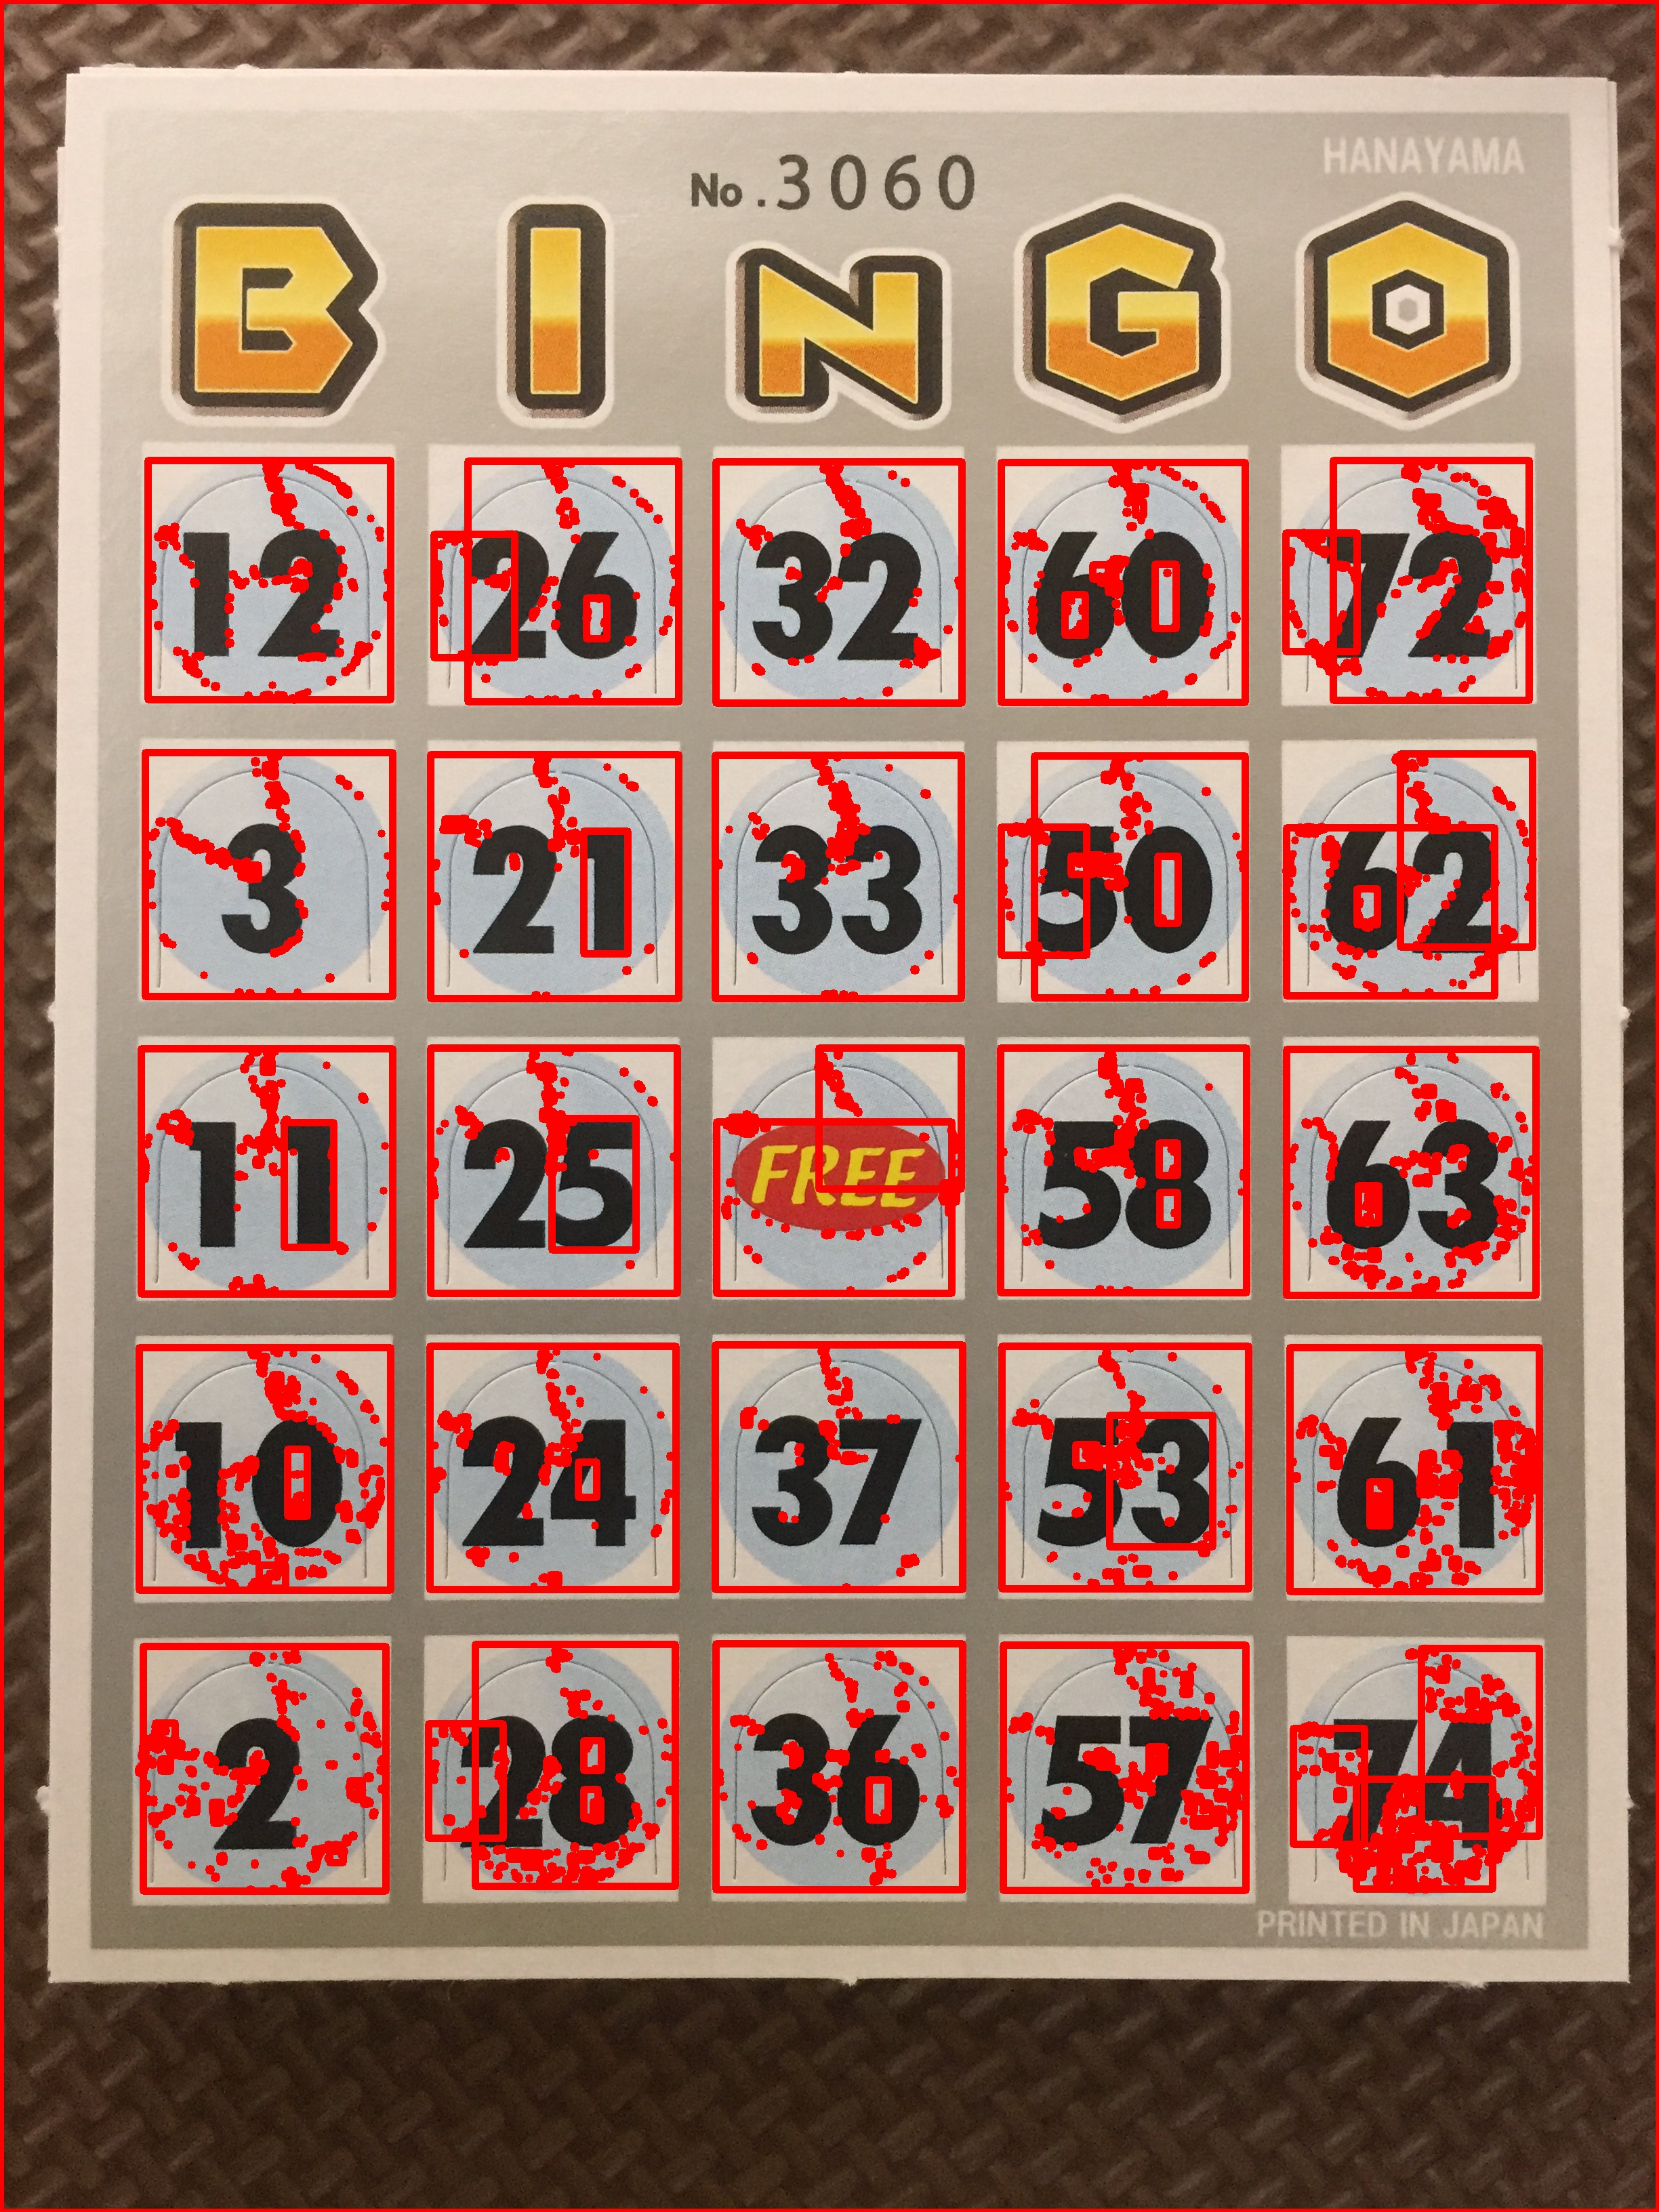 HANAYAMA
No.3060
BINGO
12 26 32 60 72
3 21 33 50 62
11 25 FREE 58 63
10 24 37 53 61
2 28 36 57 74
PRINTED IN JAPAN